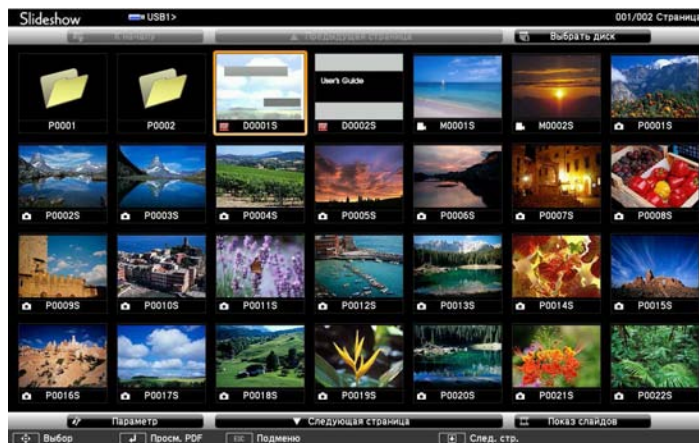 Slideshow USB1> 001/002 Страница
К началу ▲ Предыдущая страница Выбрать диск
User's Guide
P0001 P0002 D0001S D0002S M0001S M0002S P0001S
P0002S P0003S P0004S P0005S P0006S P0007S P0008S
P0009S P0010S P0011S P0012S P0013S P0014S P0015S
P0016S P0017S P0018S P0019S P0020S P0021S P0022S
Параметр ▼ Следующая страница Показ слайдов
Выбор Просм. PDF ESC Подменю След. стр.